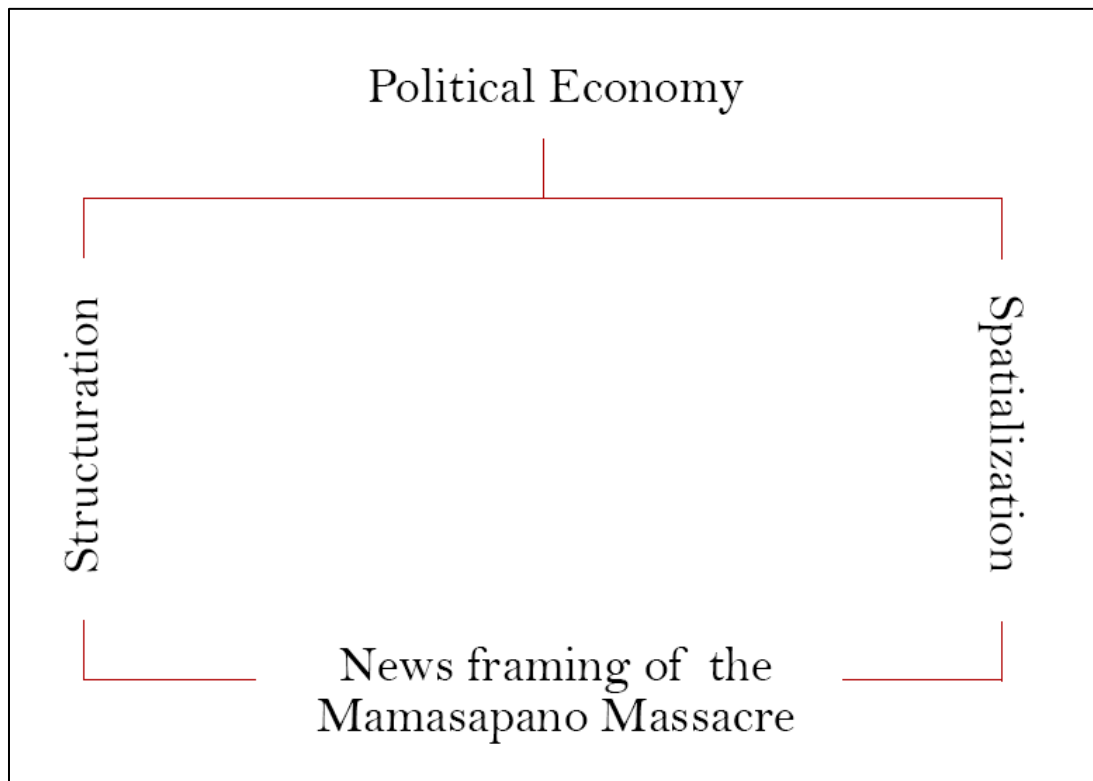 Political Economy
Structuration
Spatialization
News framing of the
Mamasapano Massacre